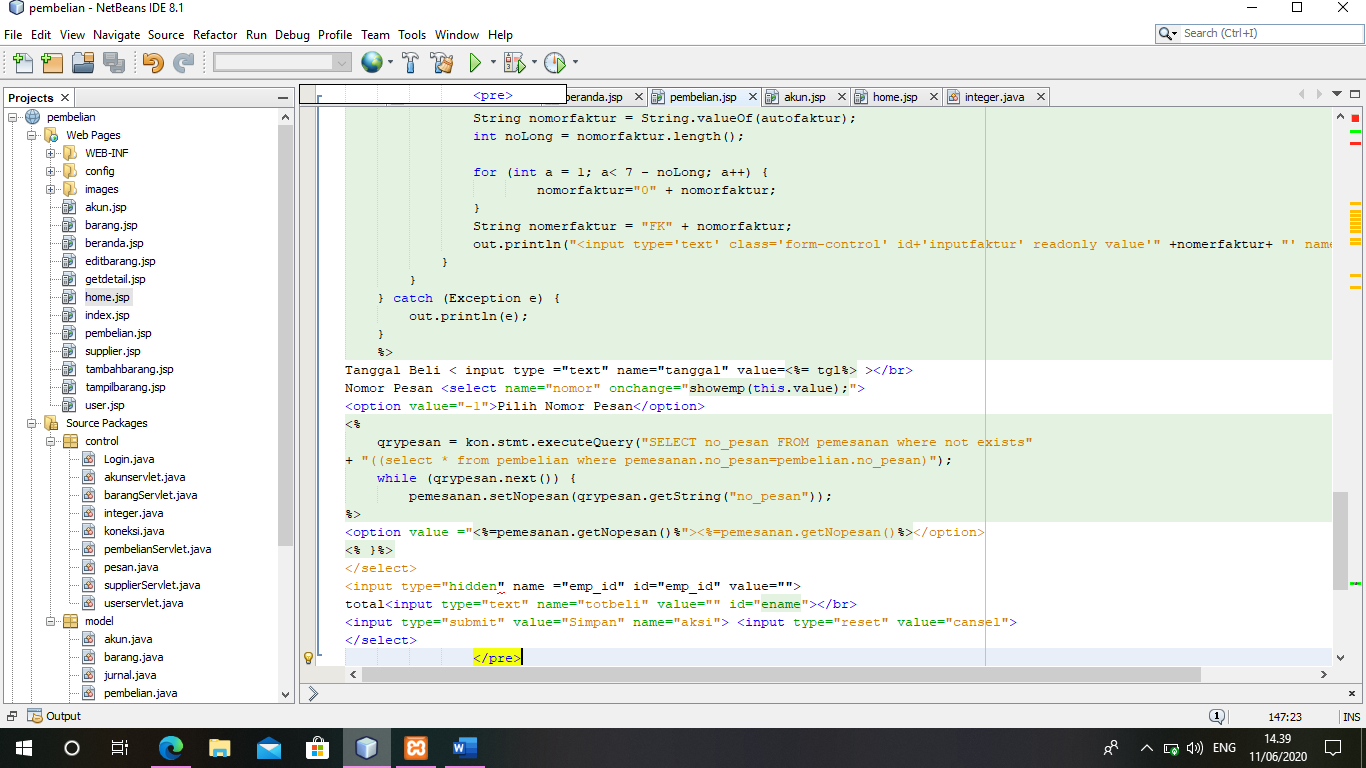 pembelian - NetBeans IDE 8.1
File Edit View Navigate Source Refactor Run Debug Profile Team Tools Window Help
Search (Ctrl+I)
Projects
<pre>
beranda.jsp
pembelian.jsp
akun.jsp
home.jsp
integer.java
pembelian
Web Pages
WEB-INF
config
images
akun.jsp
barang.jsp
beranda.jsp
editbarang.jsp
getdetail.jsp
home.jsp
index.jsp
pembelian.jsp
supplier.jsp
tambahbarang.jsp
tampilbarang.jsp
user.jsp
Source Packages
control
Login.java
akunservlet.java
barangServlet.java
integer.java
koneksi.java
pembelianServlet.java
pesan.java
supplierServlet.java
userservlet.java
model
akun.java
barang.java
jurnal.java
pembelian.java
String nomorfaktur = String.valueOf(autofaktur);
int noLong = nomorfaktur.length();
for (int a = 1; a< 7 - noLong; a++) {
nomorfaktur="0" + nomorfaktur;
}
String nomerfaktur = "FK" + nomorfaktur;
out.println("<input type='text' class='form-control' id+'inputfaktur' readonly value'" +nomerfaktur+ "' name
}
}
} catch (Exception e) {
out.println(e);
}
%>
Tanggal Beli < input type ="text" name="tanggal" value=<%= tgl%> ></br>
Nomor Pesan <select name="nomor" onchange="showemp(this.value);">
<option value="-1">Pilih Nomor Pesan</option>
<%
qrypesan = kon.stmt.executeQuery("SELECT no_pesan FROM pemesanan where not exists"
+ "((select * from pembelian where pemesanan.no_pesan=pembelian.no_pesan)");
while (qrypesan.next()) {
pemesanan.setNopesan(qrypesan.getString("no_pesan"));
%>
<option value ="<%=pemesanan.getNopesan()%"><%=pemesanan.getNopesan()%></option>
<% }%>
</select>
<input type="hidden" name ="emp_id" id="emp_id" value="">
total<input type="text" name="totbeli" value="" id="ename"></br>
<input type="submit" value="Simpan" name="aksi"> <input type="reset" value="cansel">
</select>
</pre>
Output
1
147:23
INS
ENG
14.39
11/06/2020